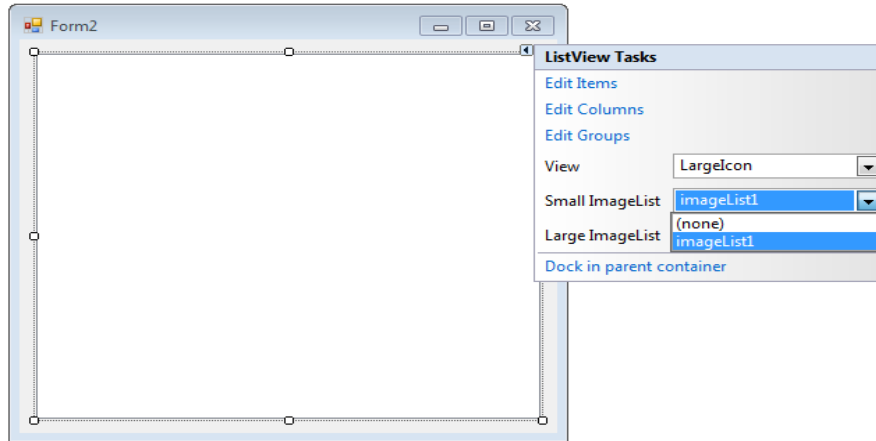 Form2
ListView Tasks
Edit Items
Edit Columns
Edit Groups
View LargeIcon
Small ImageList imageList1
(none)
Large ImageList imageList1
Dock in parent container